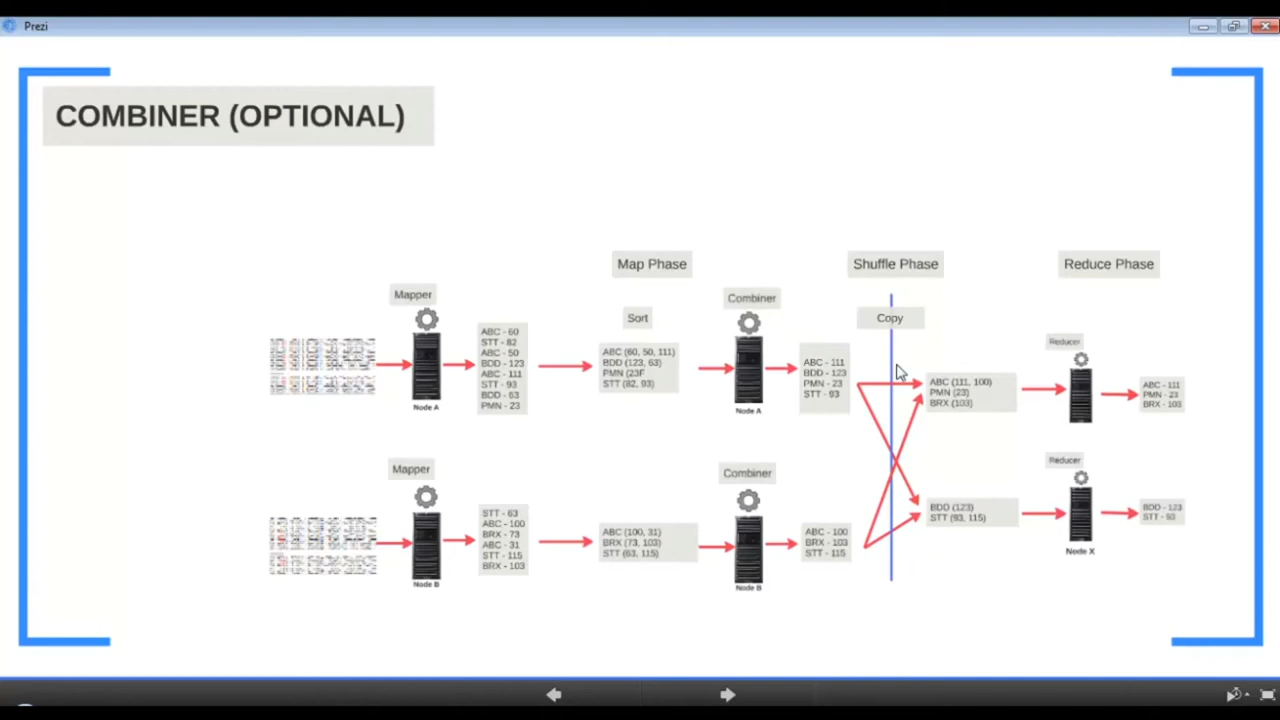 Prezi
COMBINER (OPTIONAL)
Map Phase
Shuffle Phase
Reduce Phase
Mapper
Sort
Combiner
Copy
Reducer
ABC - 60
STT - 82
ABC - 50
BDD - 123
ABC - 111
STT - 93
BDD - 63
PMN - 23
Node A
ABC (60, 50, 111)
BDD (123, 63)
PMN (23F
STT (82, 93)
Node A
ABC - 111
BDD - 123
PMN - 23
STT - 93
ABC (111, 100)
PMN (23)
BRX (103)
ABC - 111
PMN - 23
BRX - 103
Mapper
Combiner
Reducer
STT - 63
ABC - 100
BRX - 73
ABC - 31
STT - 115
BRX - 103
Node B
ABC (100, 31)
BRX (73, 103)
STT (63, 115)
Node B
ABC - 100
BRX - 103
STT - 115
BDD (123)
STT (93, 115)
Node X
BDD - 123
STT - 93